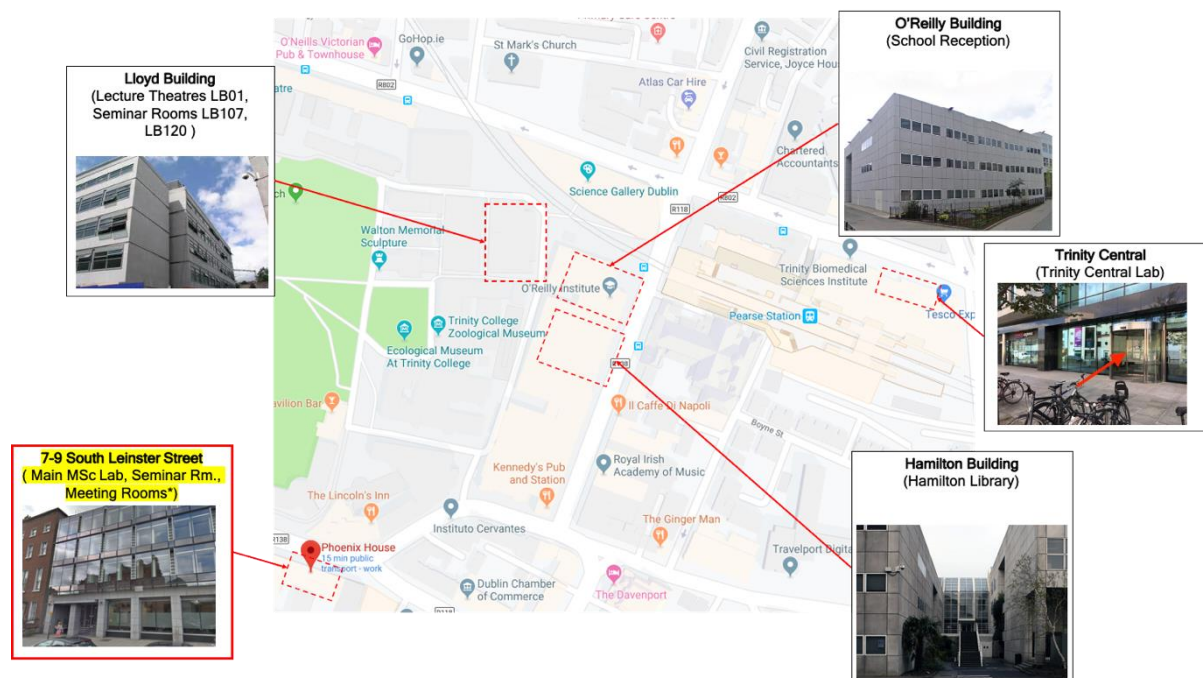 Lloyd Building
(Lecture Theatres LB01,
Seminar Rooms LB107,
LB120 )
O'Reilly Building
(School Reception)
Trinity Central
(Trinity Central Lab)
7-9 South Leinster Street
( Main MSc Lab, Seminar Rm.,
Meeting Rooms*)
Hamilton Building
(Hamilton Library)
O'Neills Victorian
Pub & Townhouse
GoHop.ie
St Mark's Church
R802
Civil Registration
Service, Joyce Hou
Atlas Car Hire
Chartered
Accountants
Science Gallery Dublin
R118
R802
Walton Memorial
Sculpture
O'Reilly Institute
Trinity Biomedical
Sciences Institute
Tesco Exp
Pearse Station
Trinity College
Zoological Museum
Ecological Museum
At Trinity College
avilion Bar
Il Caffe Di Napoli
Boyne St
Royal Irish
Academy of Music
Kennedy's Pub
and Station
The Lincoln's Inn
Instituto Cervantes
The Ginger Man
R138
Phoenix House
15 min public
transport - work
Dublin Chamber
of Commerce
The Davenport
Travelport Digita